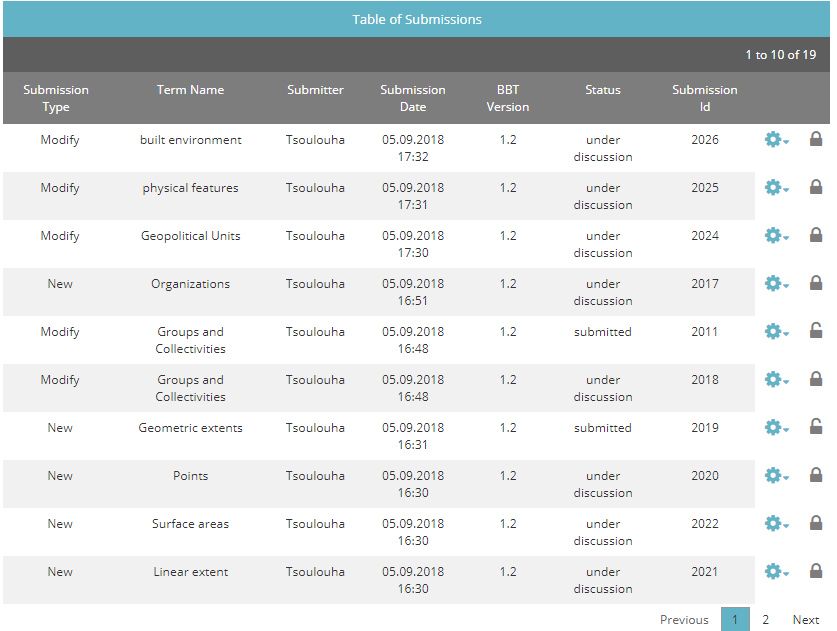 Table of Submissions
1 to 10 of 19
Submission Type Term Name Submitter Submission Date BBT Version Status Submission Id
Modify built environment Tsoulouha 05.09.2018 17:32 1.2 under discussion 2026
Modify physical features Tsoulouha 05.09.2018 17:31 1.2 under discussion 2025
Modify Geopolitical Units Tsoulouha 05.09.2018 17:30 1.2 under discussion 2024
New Organizations Tsoulouha 05.09.2018 16:51 1.2 under discussion 2017
Modify Groups and Collectivities Tsoulouha 05.09.2018 16:48 1.2 submitted 2011
Modify Groups and Collectivities Tsoulouha 05.09.2018 16:48 1.2 under discussion 2018
New Geometric extents Tsoulouha 05.09.2018 16:31 1.2 submitted 2019
New Points Tsoulouha 05.09.2018 16:30 1.2 under discussion 2020
New Surface areas Tsoulouha 05.09.2018 16:30 1.2 under discussion 2022
New Linear extent Tsoulouha 05.09.2018 16:30 1.2 under discussion 2021
Previous 1 2 Next